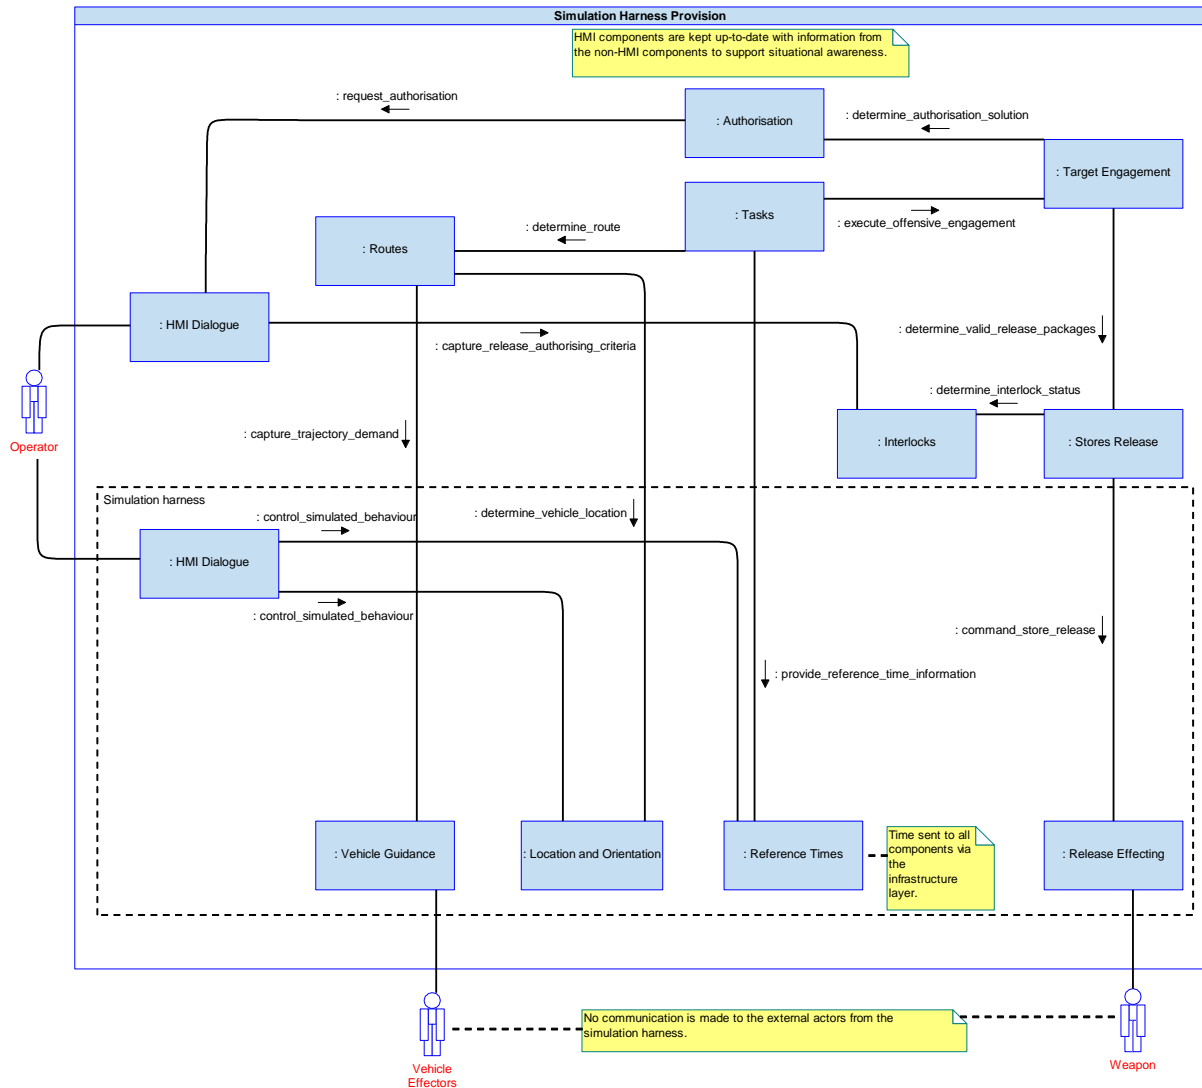 Simulation Harness Provision
HMI components are kept up-to-date with information from
the non-HMI components to support situational awareness.
: request_authorisation
: Authorisation
: determine_authorisation_solution
: Target Engagement
: Tasks
: execute_offensive_engagement
: determine_route
: Routes
: HMI Dialogue
: capture_release_authorising_criteria
: determine_valid_release_packages
: determine_interlock_status
Operator
: capture_trajectory_demand
: Interlocks
: Stores Release
Simulation harness
: control_simulated_behaviour
: determine_vehicle_location
: HMI Dialogue
: control_simulated_behaviour
: command_store_release
: provide_reference_time_information
: Vehicle Guidance
: Location and Orientation
: Reference Times
Time sent to all
components via
the
infrastructure
layer.
: Release Effecting
No communication is made to the external actors from the
simulation harness.
Vehicle
Effectors
Weapon